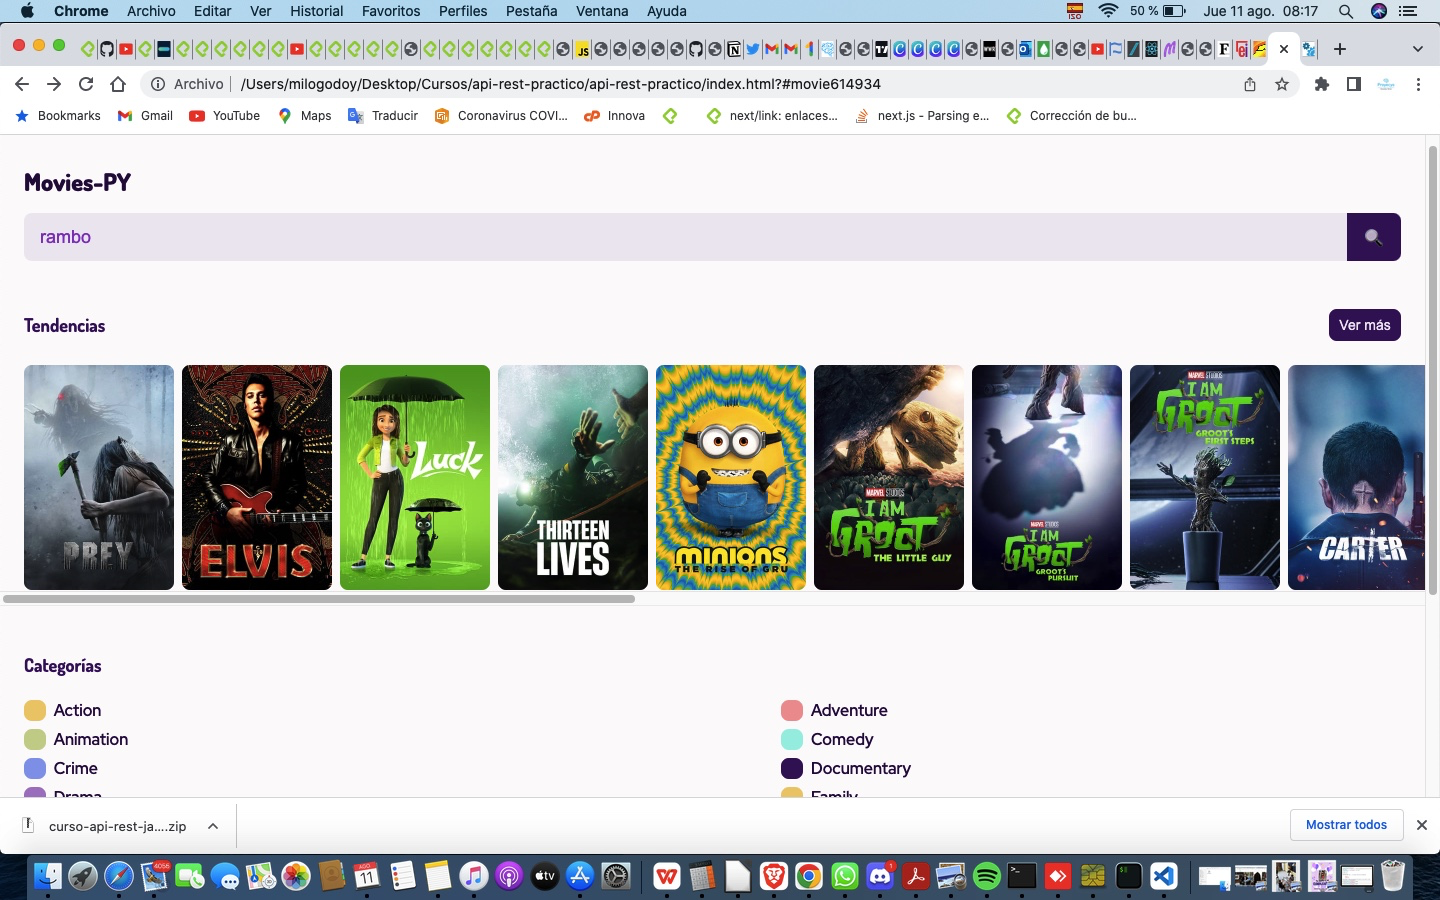 Chrome Archivo Editar Ver Historial Favoritos Perfiles Pestaña Ventana Ayuda ISO 50 % Jue 11 ago. 08:17
Archivo /Users/milogodoy/Desktop/Cursos/api-rest-practico/api-rest-practico/index.html?#movie614934
Bookmarks Gmail YouTube Maps Traducir Coronavirus COVI... Innova next/link: enlaces... next.js - Parsing e... Corrección de bu...
Movies-PY
rambo
Tendencias Ver más
PREY
ELVIS
Luck
THIRTEEN
LIVES
MINIONS
THE RISE OF GRU
MARVEL STUDIOS
I AM
GROOT
THE LITTLE GUY
MARVEL STUDIOS
I AM
GROOT
GROOT'S
PURSUIT
MARVEL STUDIOS
I AM
GROOT
GROOT'S
FIRST STEPS
CARTER
Categorías
Action Adventure
Animation Comedy
Crime Documentary
Drama Family
curso-api-rest-ja....zip Mostrar todos